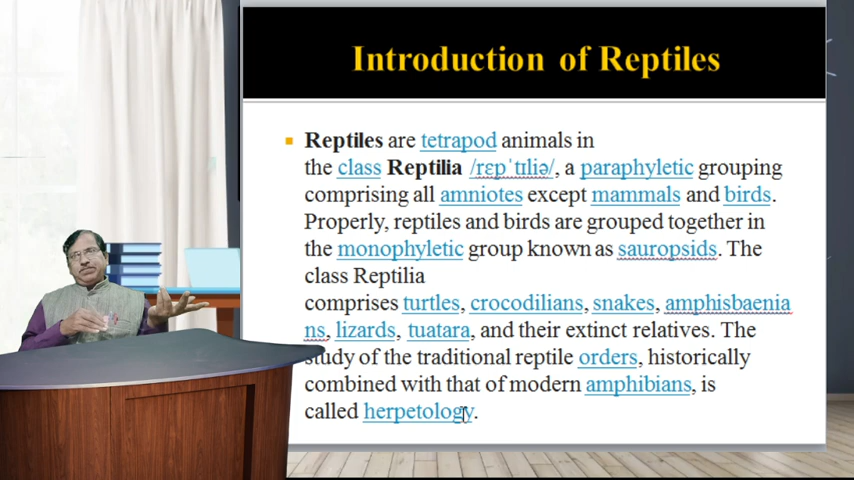 Introduction of Reptiles
Reptiles are tetrapod animals in
the class Reptilia /rɛpˈtɪliə/, a paraphyletic grouping
comprising all amniotes except mammals and birds.
Properly, reptiles and birds are grouped together in
the monophyletic group known as sauropsids. The
class Reptilia
comprises turtles, crocodilians, snakes, amphisbaenia
ns, lizards, tuatara, and their extinct relatives. The
study of the traditional reptile orders, historically
combined with that of modern amphibians, is
called herpetology.